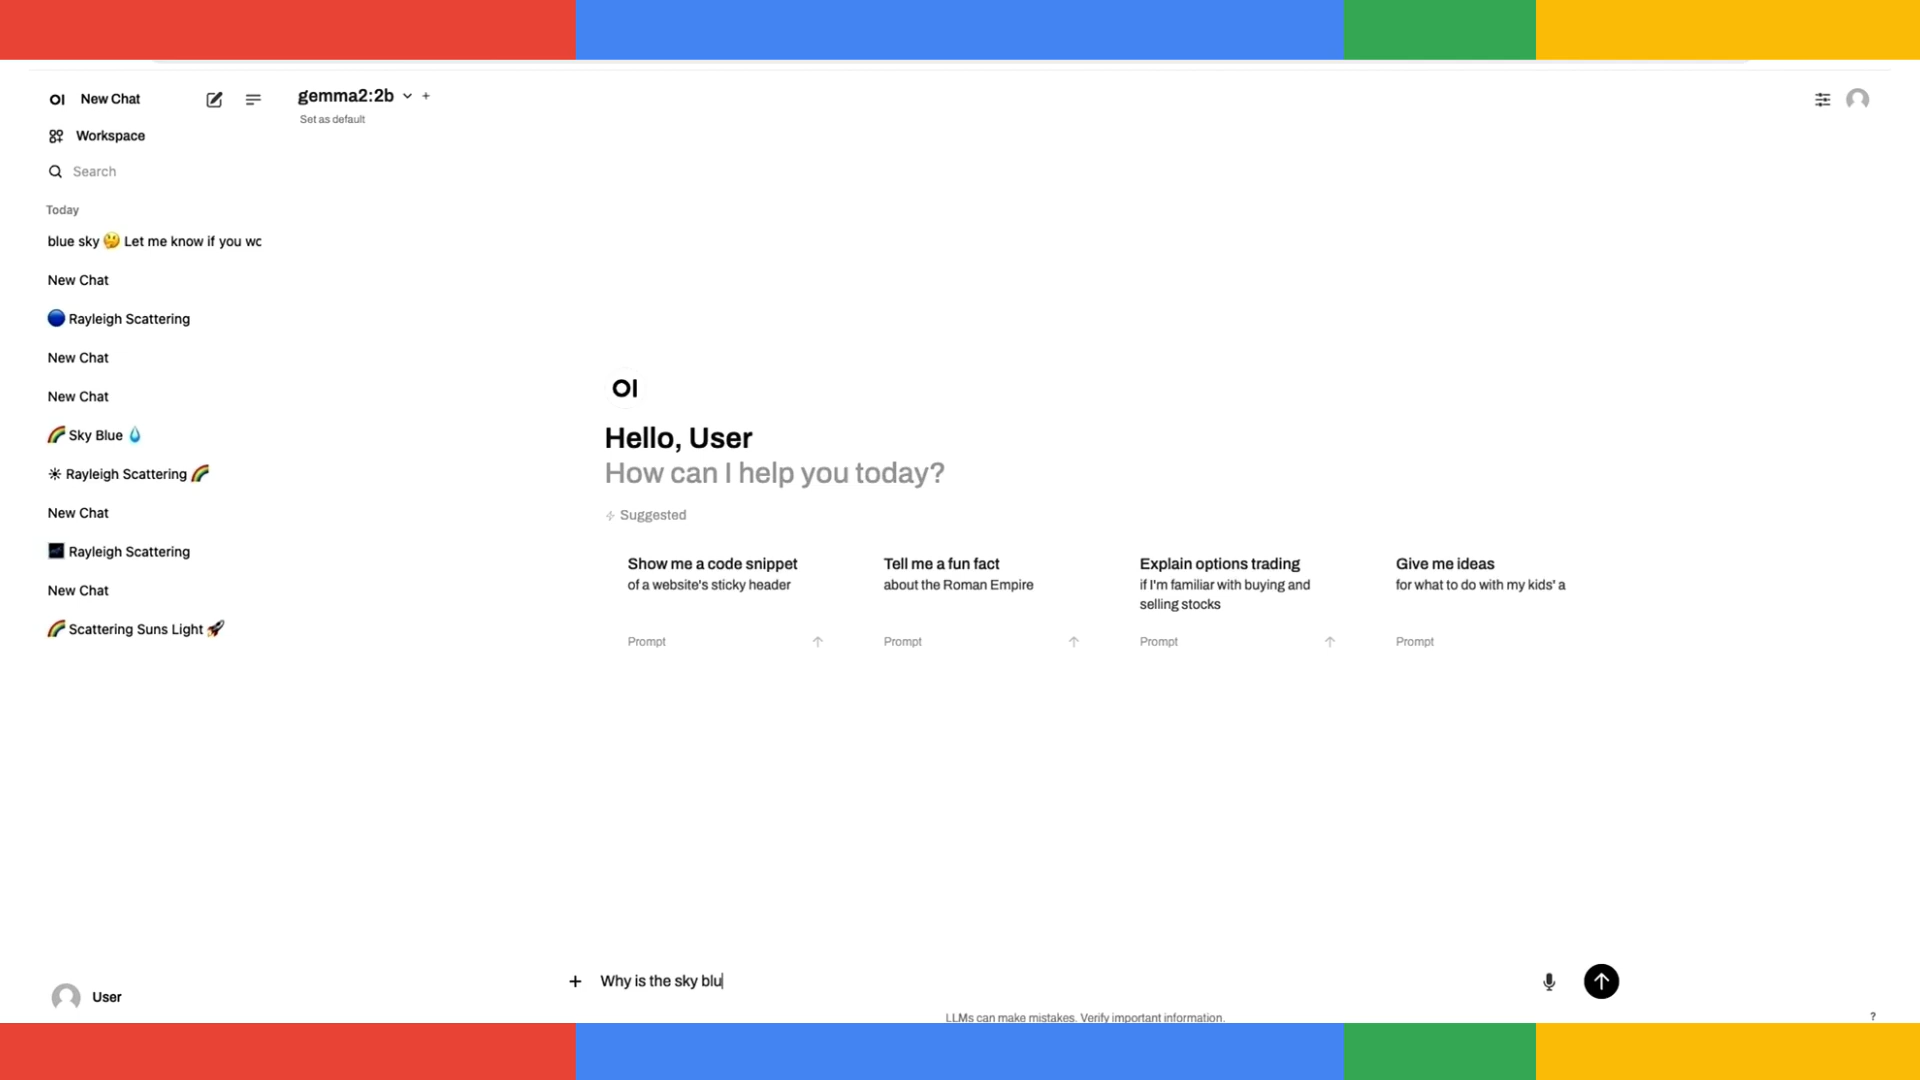 OI New Chat
Workspace
Search
Today
blue sky 🤔 Let me know if you wc
New Chat
🔵 Rayleigh Scattering
New Chat
New Chat
🌈 Sky Blue 💧
☀ Rayleigh Scattering 🌈
New Chat
🌌 Rayleigh Scattering
New Chat
🌈 Scattering Suns Light 🚀
User
gemma2:2b
Set as default
OI
Hello, User
How can I help you today?
Suggested
Show me a code snippet
of a website's sticky header
Prompt
Tell me a fun fact
about the Roman Empire
Prompt
Explain options trading
if I'm familiar with buying and
selling stocks
Prompt
Give me ideas
for what to do with my kids' a
Prompt
Why is the sky blu
LLMs can make mistakes. Verify important information.
?